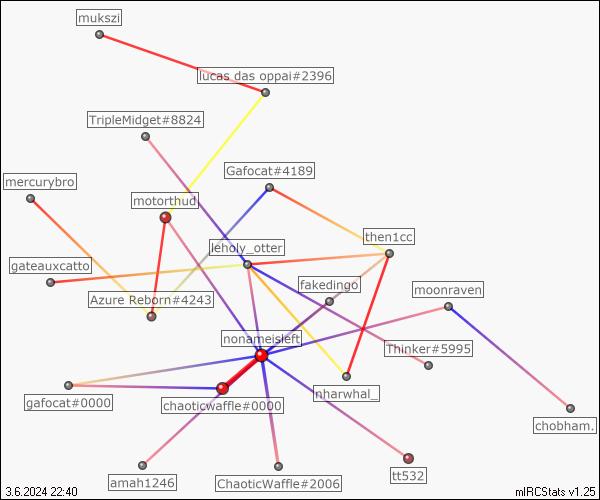 mukszi
lucas das oppai#2396
TripleMidget#8824
Gafocat#4189
mercurybro
motorthud
then1cc
leholy_otter
gateauxcatto
fakedingo
moonraven
Azure Reborn#4243
nonameisleft
Thinker#5995
nharwhal_
gafocat#0000
chaoticwaffle#0000
chobham.
amah1246
ChaoticWaffle#2006
tt532
3.6.2024 22:40
mIRCStats v1.25